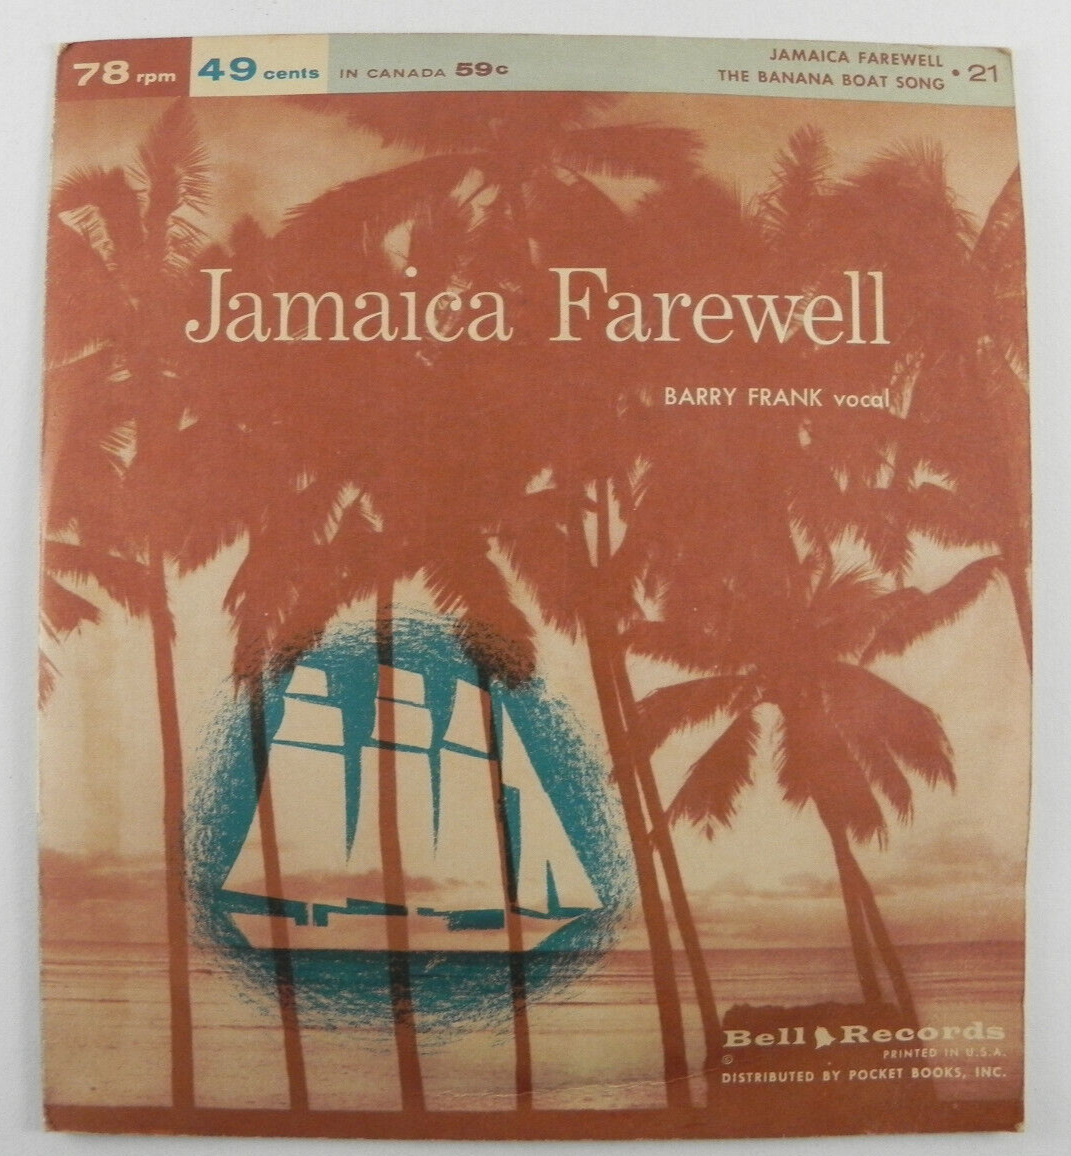 78 rpm 49 cents IN CANADA 59c
JAMAICA FAREWELL
THE BANANA BOAT SONG • 21
Jamaica Farewell
BARRY FRANK vocal
Bell Records
PRINTED IN U.S.A.
©
DISTRIBUTED BY POCKET BOOKS, INC.